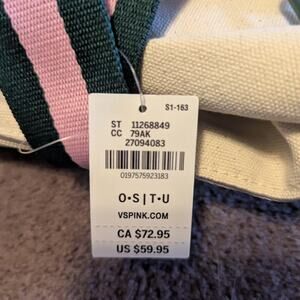 S1-163
ST 11268849
CC 79AK
27094083
0197575923183
O•S|T•U
VSPINK.COM
CA $72.95
US $59.95